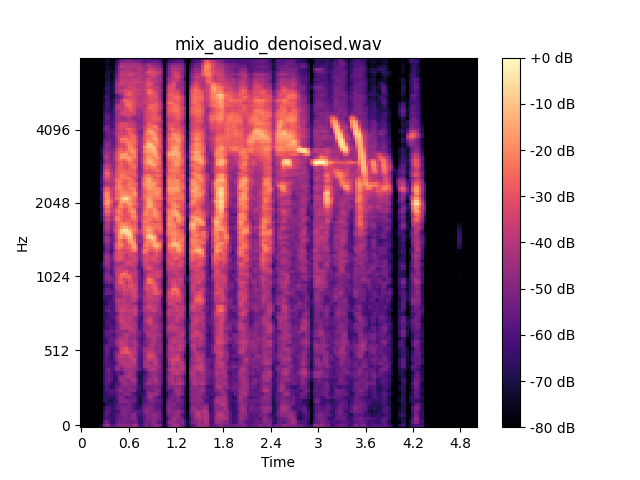 mix_audio_denoised.wav
Hz
4096
2048
1024
512
0
0 0.6 1.2 1.8 2.4 3 3.6 4.2 4.8
Time
+0 dB
-10 dB
-20 dB
-30 dB
-40 dB
-50 dB
-60 dB
-70 dB
-80 dB